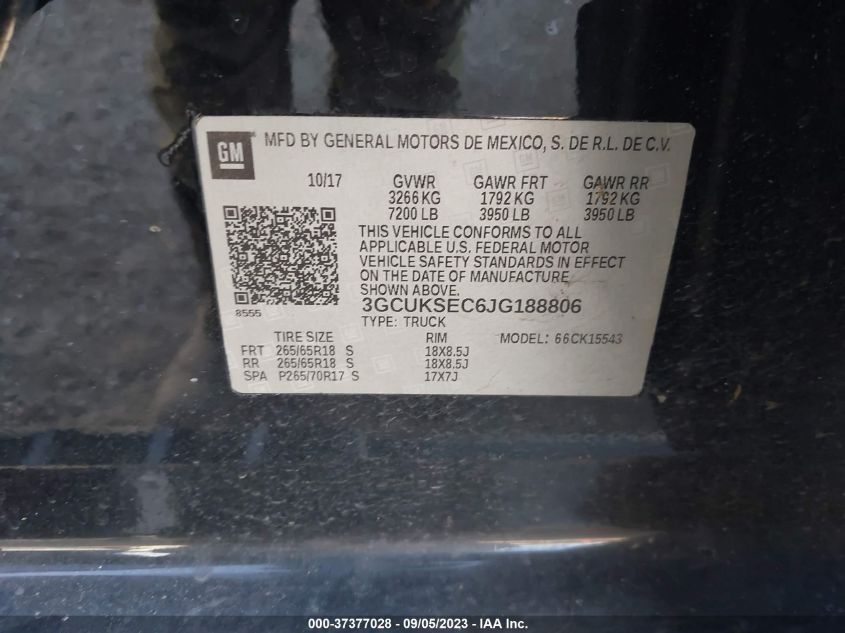 GM MFD BY GENERAL MOTORS DE MEXICO, S. DE R.L. DE C.V.
10/17 GVWR GAWR FRT GAWR RR
3266 KG 1792 KG 1792 KG
7200 LB 3950 LB 3950 LB
THIS VEHICLE CONFORMS TO ALL
APPLICABLE U.S. FEDERAL MOTOR
VEHICLE SAFETY STANDARDS IN EFFECT
ON THE DATE OF MANUFACTURE
SHOWN ABOVE.
3GCUKSEC6JG188806
8555
TYPE: TRUCK
TIRE SIZE RIM MODEL: 66CK15543
FRT 265/65R18 S 18X8.5J
RR 265/65R18 S 18X8.5J
SPA P265/70R17 S 17X7J
000-37377028 - 09/05/2023 - IAA Inc.